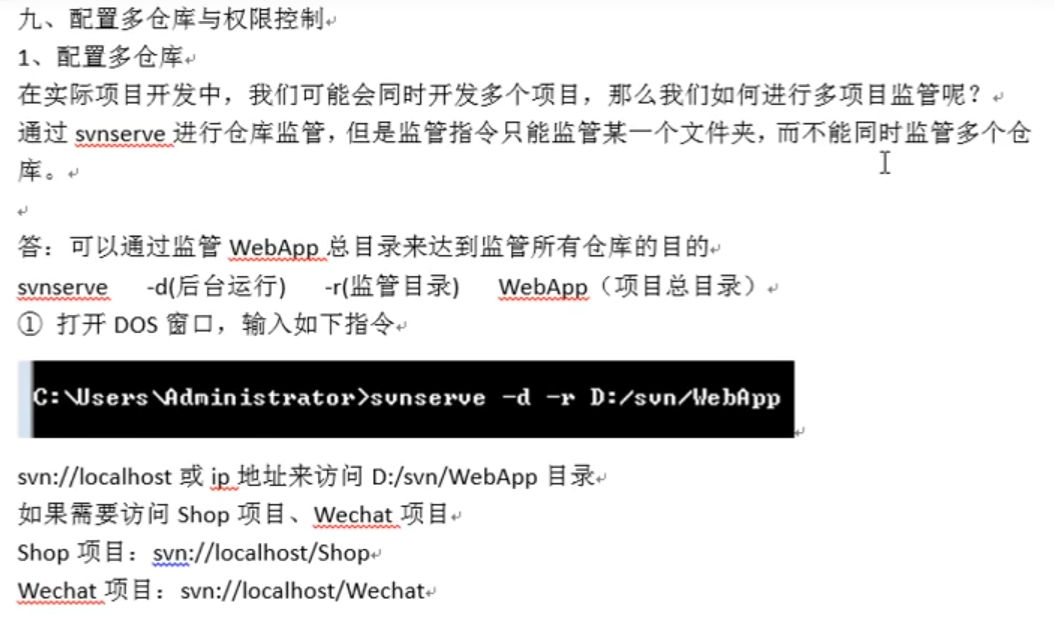 九、配置多仓库与权限控制
1、配置多仓库
在实际项目开发中，我们可能会同时开发多个项目，那么我们如何进行多项目监管呢？
通过 svnserve 进行仓库监管，但是监管指令只能监管某一个文件夹，而不能同时监管多个仓
库。
答：可以通过监管 WebApp 总目录来达到监管所有仓库的目的
svnserve -d(后台运行) -r(监管目录) WebApp（项目总目录）
① 打开 DOS 窗口，输入如下指令
C:\Users\Administrator>svnserve -d -r D:/svn/WebApp
svn://localhost 或 ip 地址来访问 D:/svn/WebApp 目录
如果需要访问 Shop 项目、Wechat 项目
Shop 项目：svn://localhost/Shop
Wechat 项目：svn://localhost/Wechat